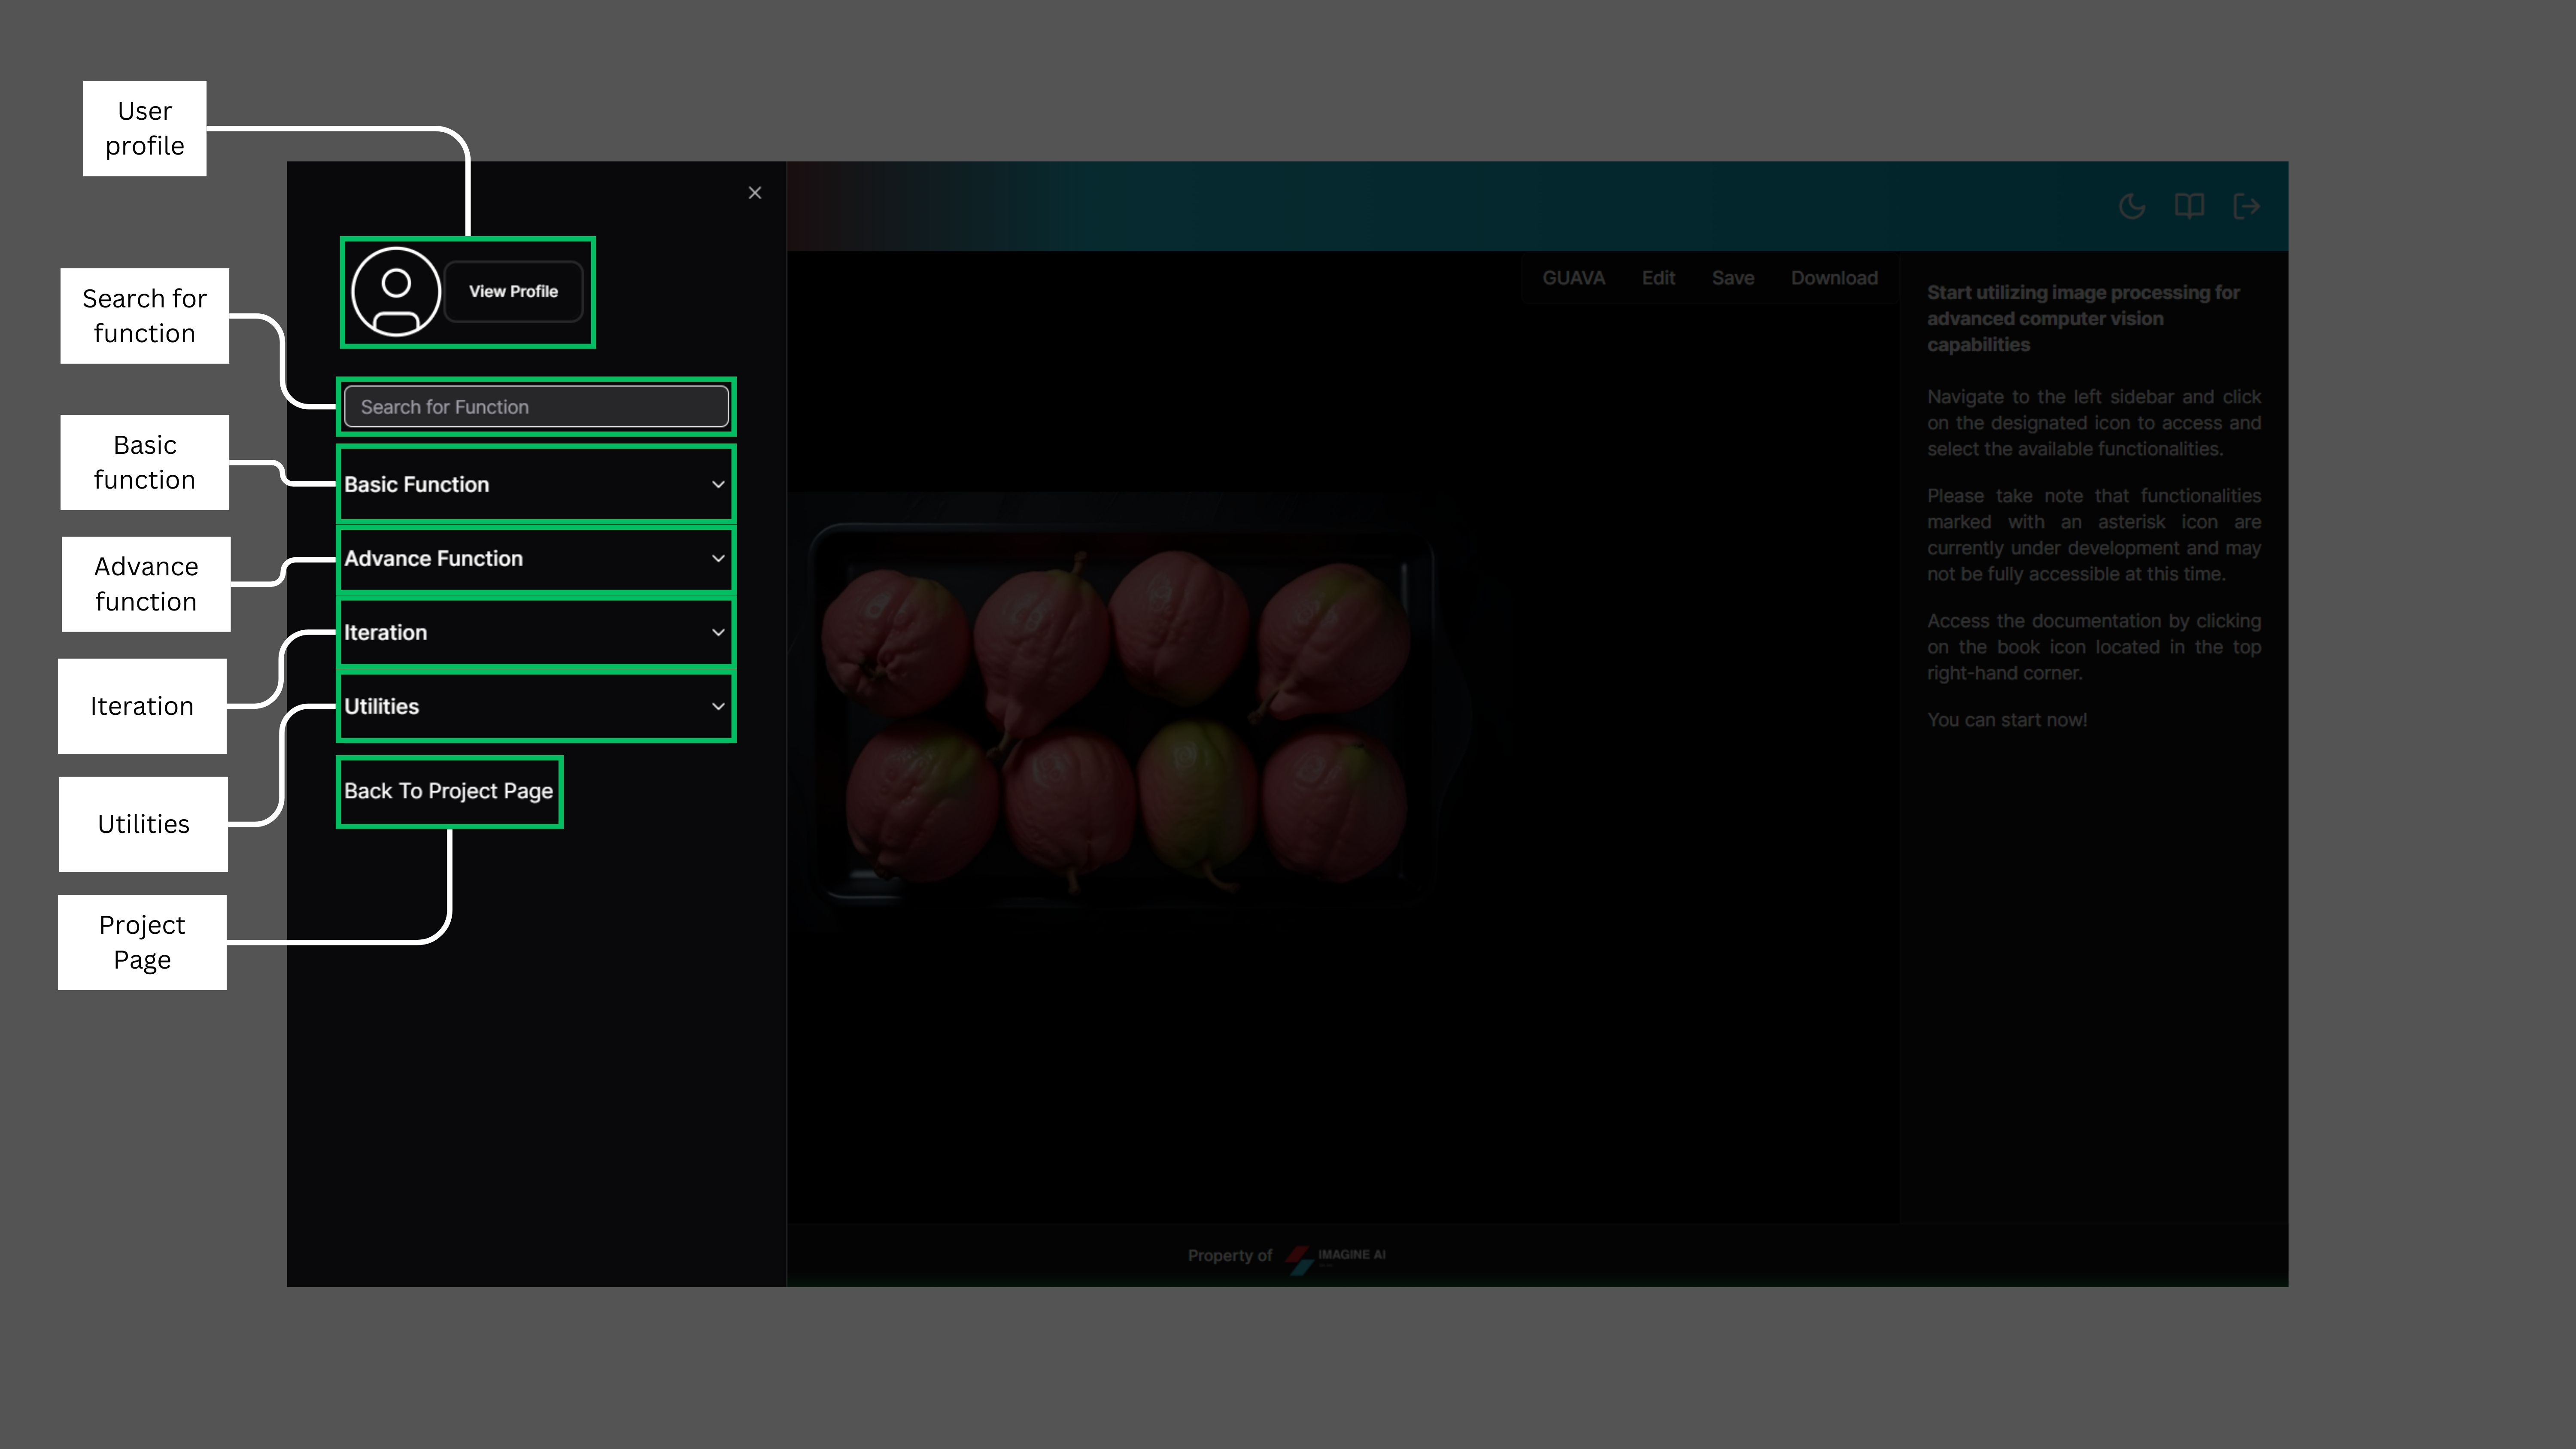 User
profile
Search for
function
Basic
function
Advance
function
Iteration
Utilities
Project
Page
View Profile
Search for Function
Basic Function
Advance Function
Iteration
Utilities
Back To Project Page
GUAVA Edit Save Download
Start utilizing image processing for
advanced computer vision
capabilities
Navigate to the left sidebar and click
on the designated icon to access and
select the available functionalities.
Please take note that functionalities
marked with an asterisk icon are
currently under development and may
not be fully accessible at this time.
Access the documentation by clicking
on the book icon located in the top
right-hand corner.
You can start now!
Property of IMAGINE AI